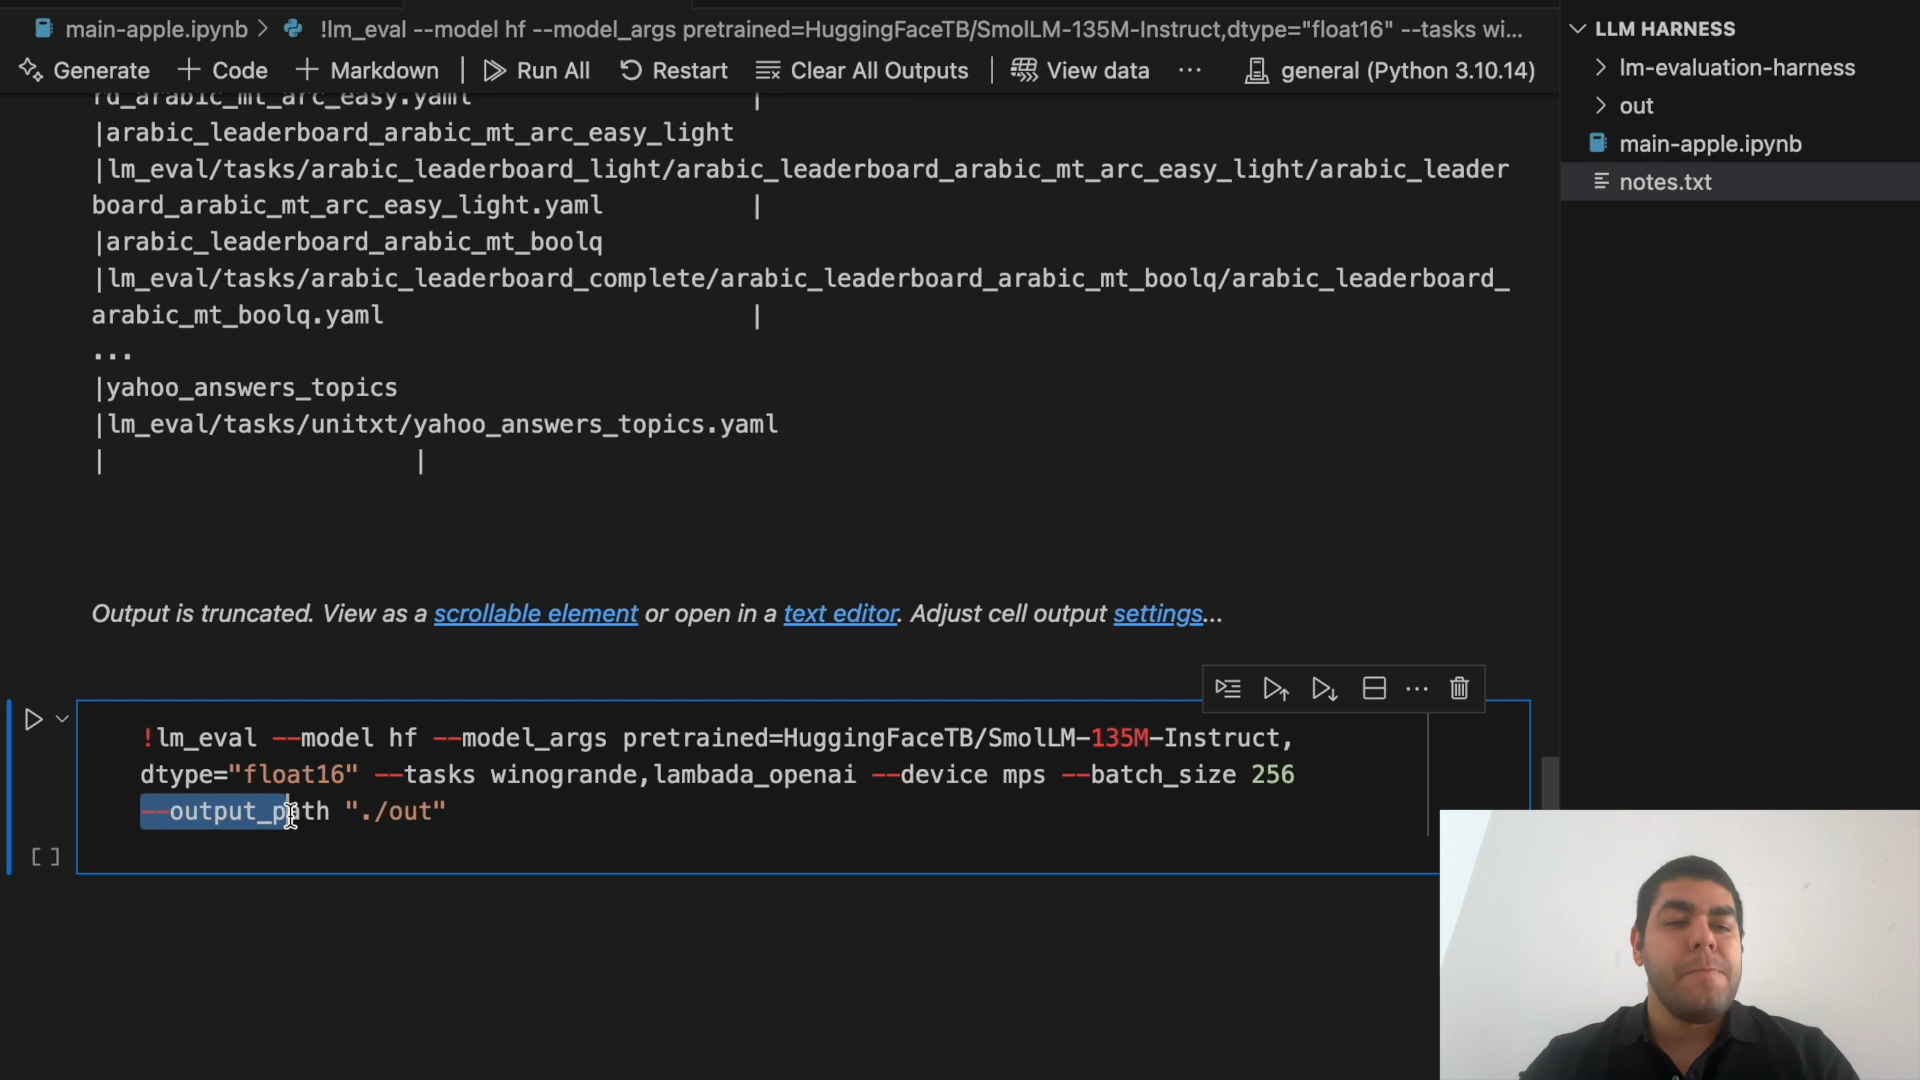 main-apple.ipynb > !lm_eval --model hf --model_args pretrained=HuggingFaceTB/SmolLM-135M-Instruct,dtype="float16" --tasks wi...
Generate + Code + Markdown | Run All Restart Clear All Outputs | View data ... general (Python 3.10.14)
rd_arabic_mt_arc_easy.yaml |
|arabic_leaderboard_arabic_mt_arc_easy_light
|lm_eval/tasks/arabic_leaderboard_light/arabic_leaderboard_arabic_mt_arc_easy_light/arabic_leader
board_arabic_mt_arc_easy_light.yaml |
|arabic_leaderboard_arabic_mt_boolq
|lm_eval/tasks/arabic_leaderboard_complete/arabic_leaderboard_arabic_mt_boolq/arabic_leaderboard_
arabic_mt_boolq.yaml |
...
|yahoo_answers_topics
|lm_eval/tasks/unitxt/yahoo_answers_topics.yaml
| |
Output is truncated. View as a scrollable element or open in a text editor. Adjust cell output settings...
!lm_eval --model hf --model_args pretrained=HuggingFaceTB/SmolLM-135M-Instruct,
dtype="float16" --tasks winogrande,lambada_openai --device mps --batch_size 256
--output_path "./out"
[ ]
LLM HARNESS
lm-evaluation-harness
out
main-apple.ipynb
notes.txt